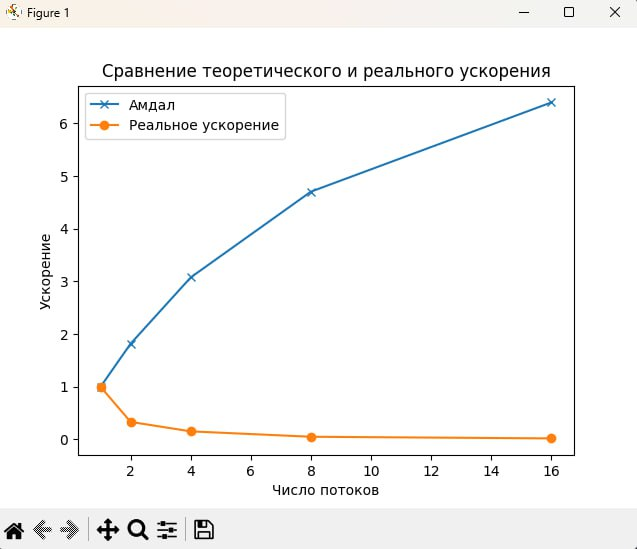 Figure 1
Сравнение теоретического и реального ускорения
Амдал
Реальное ускорение
Ускорение
6
5
4
3
2
1
0
2 4 6 8 10 12 14 16
Число потоков